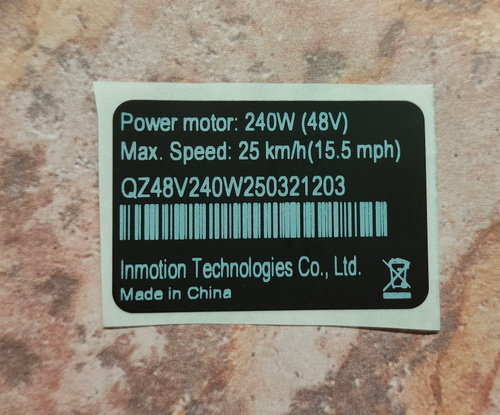 Power motor: 240W (48V)
Max. Speed: 25 km/h(15.5 mph)
QZ48V240W250321203
Inmotion Technologies Co., Ltd.
Made in China